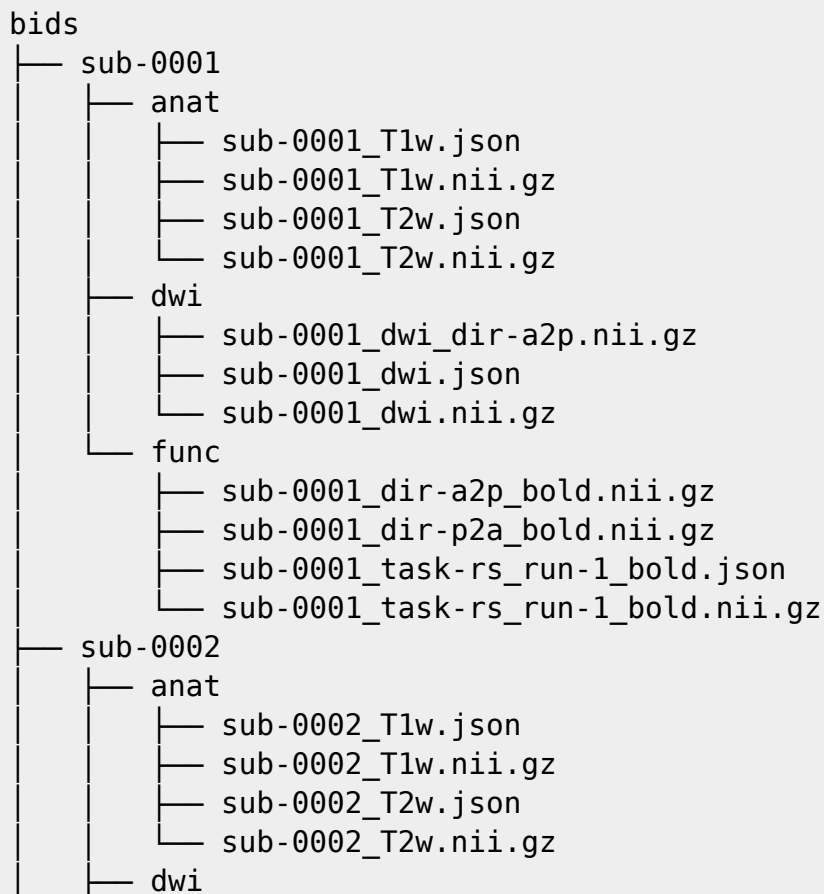 bids
├── sub-0001
│   ├── anat
│   │   ├── sub-0001_T1w.json
│   │   ├── sub-0001_T1w.nii.gz
│   │   ├── sub-0001_T2w.json
│   │   └── sub-0001_T2w.nii.gz
│   ├── dwi
│   │   ├── sub-0001_dwi_dir-a2p.nii.gz
│   │   ├── sub-0001_dwi.json
│   │   └── sub-0001_dwi.nii.gz
│   └── func
│       ├── sub-0001_dir-a2p_bold.nii.gz
│       ├── sub-0001_dir-p2a_bold.nii.gz
│       ├── sub-0001_task-rs_run-1_bold.json
│       └── sub-0001_task-rs_run-1_bold.nii.gz
├── sub-0002
│   ├── anat
│   │   ├── sub-0002_T1w.json
│   │   ├── sub-0002_T1w.nii.gz
│   │   ├── sub-0002_T2w.json
│   │   └── sub-0002_T2w.nii.gz
│   ├── dwi